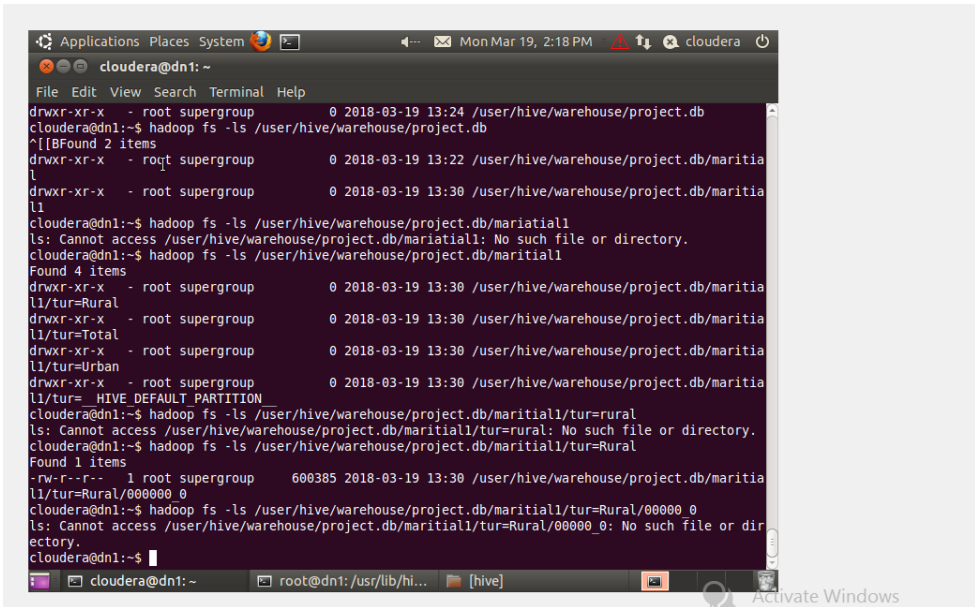 Applications Places System Mon Mar 19, 2:18 PM cloudera
cloudera@dn1: ~
File Edit View Search Terminal Help
drwxr-xr-x - root supergroup 0 2018-03-19 13:24 /user/hive/warehouse/project.db
cloudera@dn1:~$ hadoop fs -ls /user/hive/warehouse/project.db
^[[BFound 2 items
drwxr-xr-x - root supergroup 0 2018-03-19 13:22 /user/hive/warehouse/project.db/maritia
l
drwxr-xr-x - root supergroup 0 2018-03-19 13:30 /user/hive/warehouse/project.db/maritia
l1
cloudera@dn1:~$ hadoop fs -ls /user/hive/warehouse/project.db/mariatial1
ls: Cannot access /user/hive/warehouse/project.db/mariatial1: No such file or directory.
cloudera@dn1:~$ hadoop fs -ls /user/hive/warehouse/project.db/maritial1
Found 4 items
drwxr-xr-x - root supergroup 0 2018-03-19 13:30 /user/hive/warehouse/project.db/maritia
l1/tur=Rural
drwxr-xr-x - root supergroup 0 2018-03-19 13:30 /user/hive/warehouse/project.db/maritia
l1/tur=Total
drwxr-xr-x - root supergroup 0 2018-03-19 13:30 /user/hive/warehouse/project.db/maritia
l1/tur=Urban
drwxr-xr-x - root supergroup 0 2018-03-19 13:30 /user/hive/warehouse/project.db/maritia
l1/tur=__HIVE_DEFAULT_PARTITION__
cloudera@dn1:~$ hadoop fs -ls /user/hive/warehouse/project.db/maritial1/tur=rural
ls: Cannot access /user/hive/warehouse/project.db/maritial1/tur=rural: No such file or directory.
cloudera@dn1:~$ hadoop fs -ls /user/hive/warehouse/project.db/maritial1/tur=Rural
Found 1 items
-rw-r--r-- 1 root supergroup 600385 2018-03-19 13:30 /user/hive/warehouse/project.db/maritia
l1/tur=Rural/000000_0
cloudera@dn1:~$ hadoop fs -ls /user/hive/warehouse/project.db/maritial1/tur=Rural/00000_0
ls: Cannot access /user/hive/warehouse/project.db/maritial1/tur=Rural/00000_0: No such file or dir
ectory.
cloudera@dn1:~$
cloudera@dn1: ~ root@dn1: /usr/lib/hi... [hive]
Activate Windows